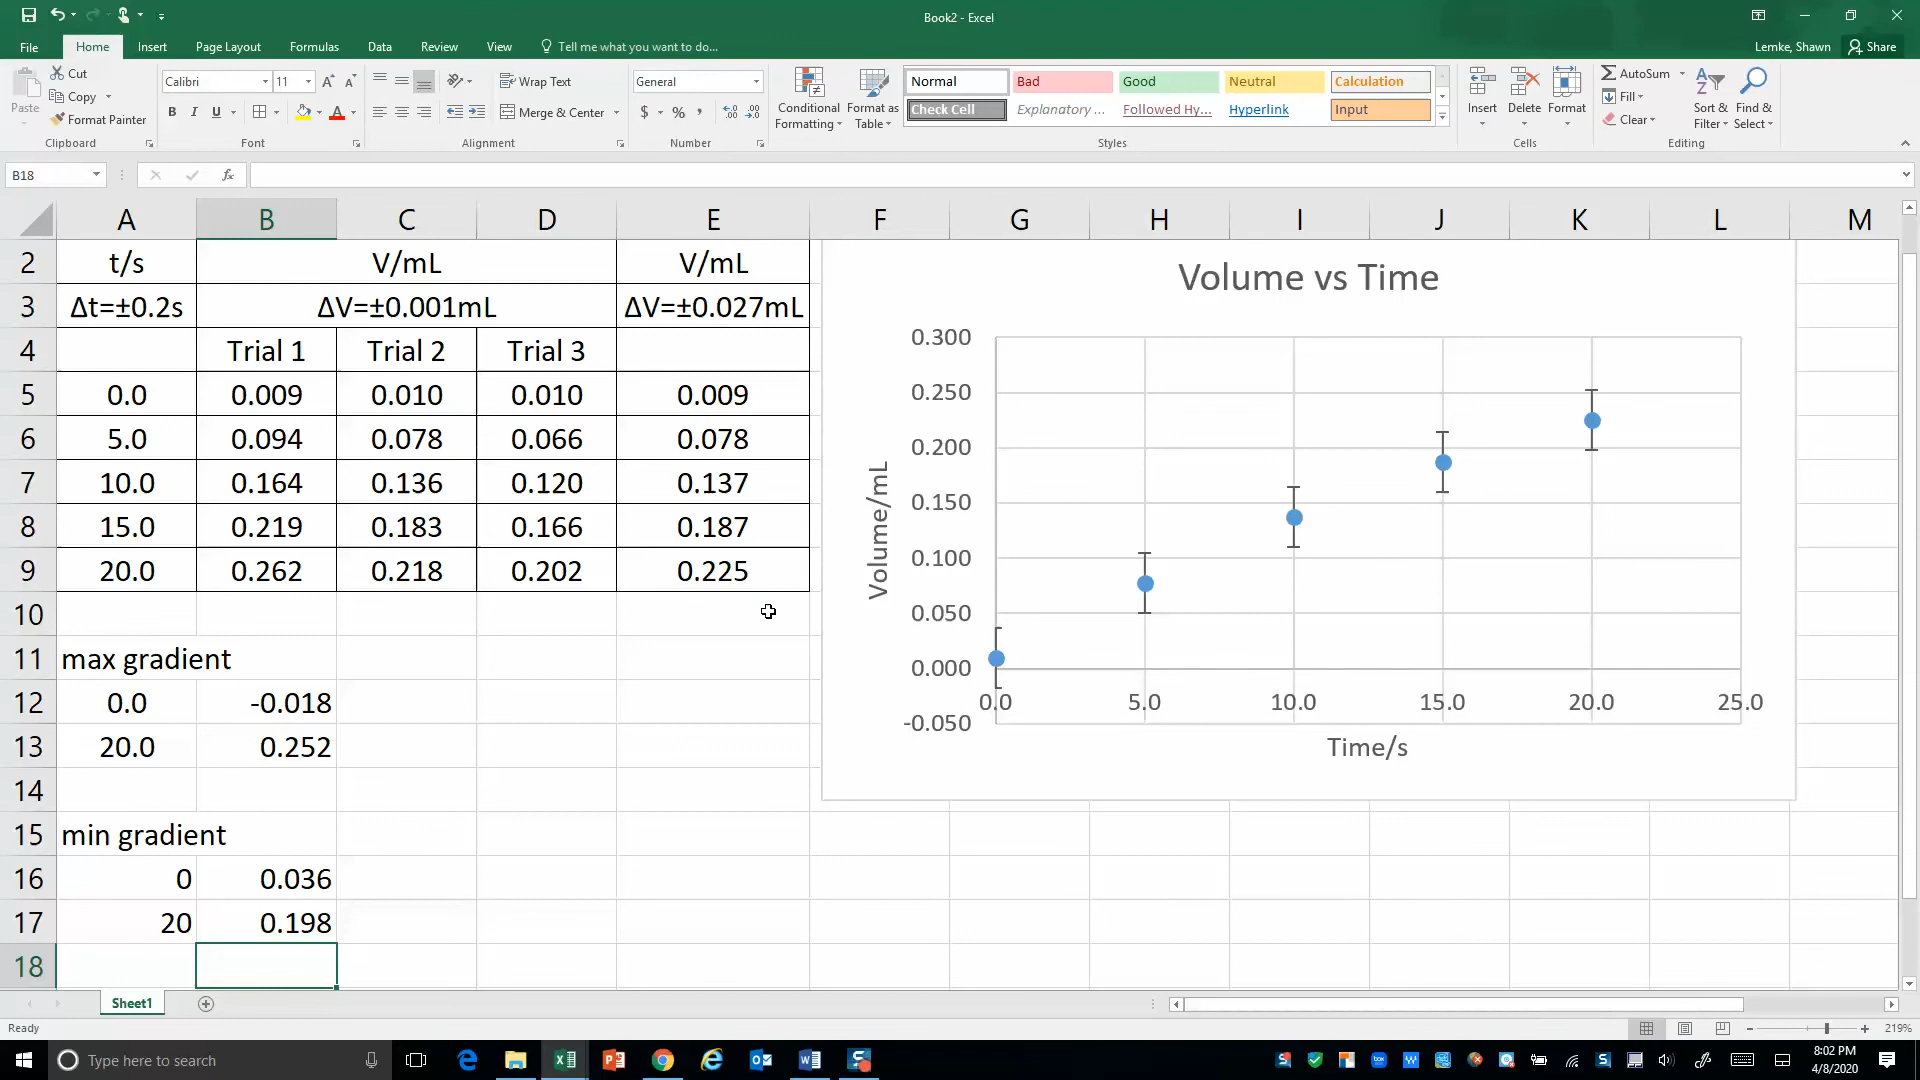 Book2 - Excel
File Home Insert Page Layout Formulas Data Review View Tell me what you want to do... Lemke, Shawn Share
Paste Cut Copy Format Painter Clipboard
Calibri 11 A A B I U A Font
Wrap Text Merge & Center Alignment
General $ % , Number
Conditional Formatting Format as Table
Normal Bad Good Neutral Calculation
Check Cell Explanatory ... Followed Hy... Hyperlink Input
Styles
Insert Delete Format Cells
AutoSum Fill Clear Sort & Filter Find & Select Editing
B18 fx
A B C D E F G H I J K L M
2 t/s V/mL V/mL
3 Δt=±0.2s ΔV=±0.001mL ΔV=±0.027mL
4 Trial 1 Trial 2 Trial 3
5 0.0 0.009 0.010 0.010 0.009
6 5.0 0.094 0.078 0.066 0.078
7 10.0 0.164 0.136 0.120 0.137
8 15.0 0.219 0.183 0.166 0.187
9 20.0 0.262 0.218 0.202 0.225
10
11 max gradient
12 0.0 -0.018
13 20.0 0.252
14
15 min gradient
16 0 0.036
17 20 0.198
18
Volume vs Time
Volume/mL
0.300
0.250
0.200
0.150
0.100
0.050
0.000
-0.050
0.0 5.0 10.0 15.0 20.0 25.0
Time/s
Sheet1
Ready 219%
Type here to search
8:02 PM
4/8/2020